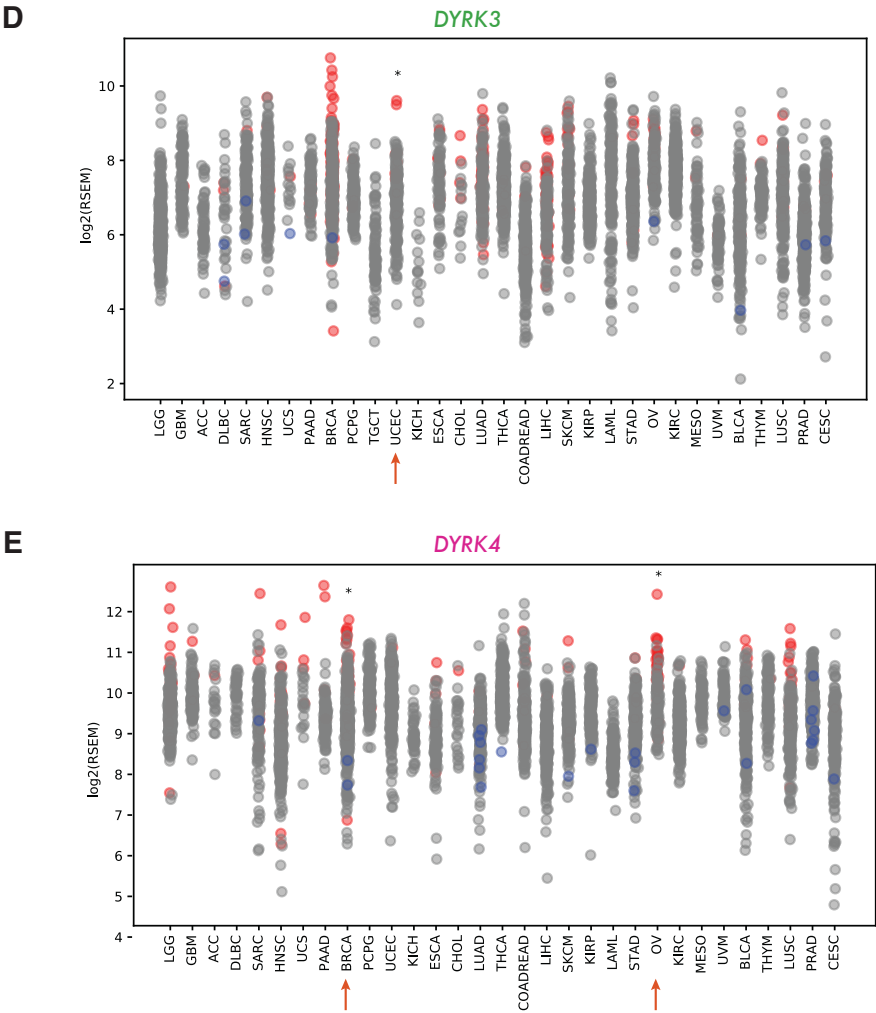 D
DYRK3
*
10
8
6
4
2
log2(RSEM)
LGG GBM ACC DLBC SARC HNSC UCS PAAD BRCA PCPG TGCT UCEC KICH ESCA CHOL LUAD THCA COADREAD LIHC SKCM KIRP LAML STAD OV KIRC MESO UVM BLCA THYM LUSC PRAD CESC
E
DYRK4
* *
12
11
10
9
8
7
6
5
4
log2(RSEM)
LGG GBM ACC DLBC SARC HNSC UCS PAAD BRCA PCPG UCEC KICH ESCA CHOL LUAD THCA COADREAD LIHC SKCM KIRP LAML STAD OV KIRC MESO UVM BLCA THYM LUSC PRAD CESC